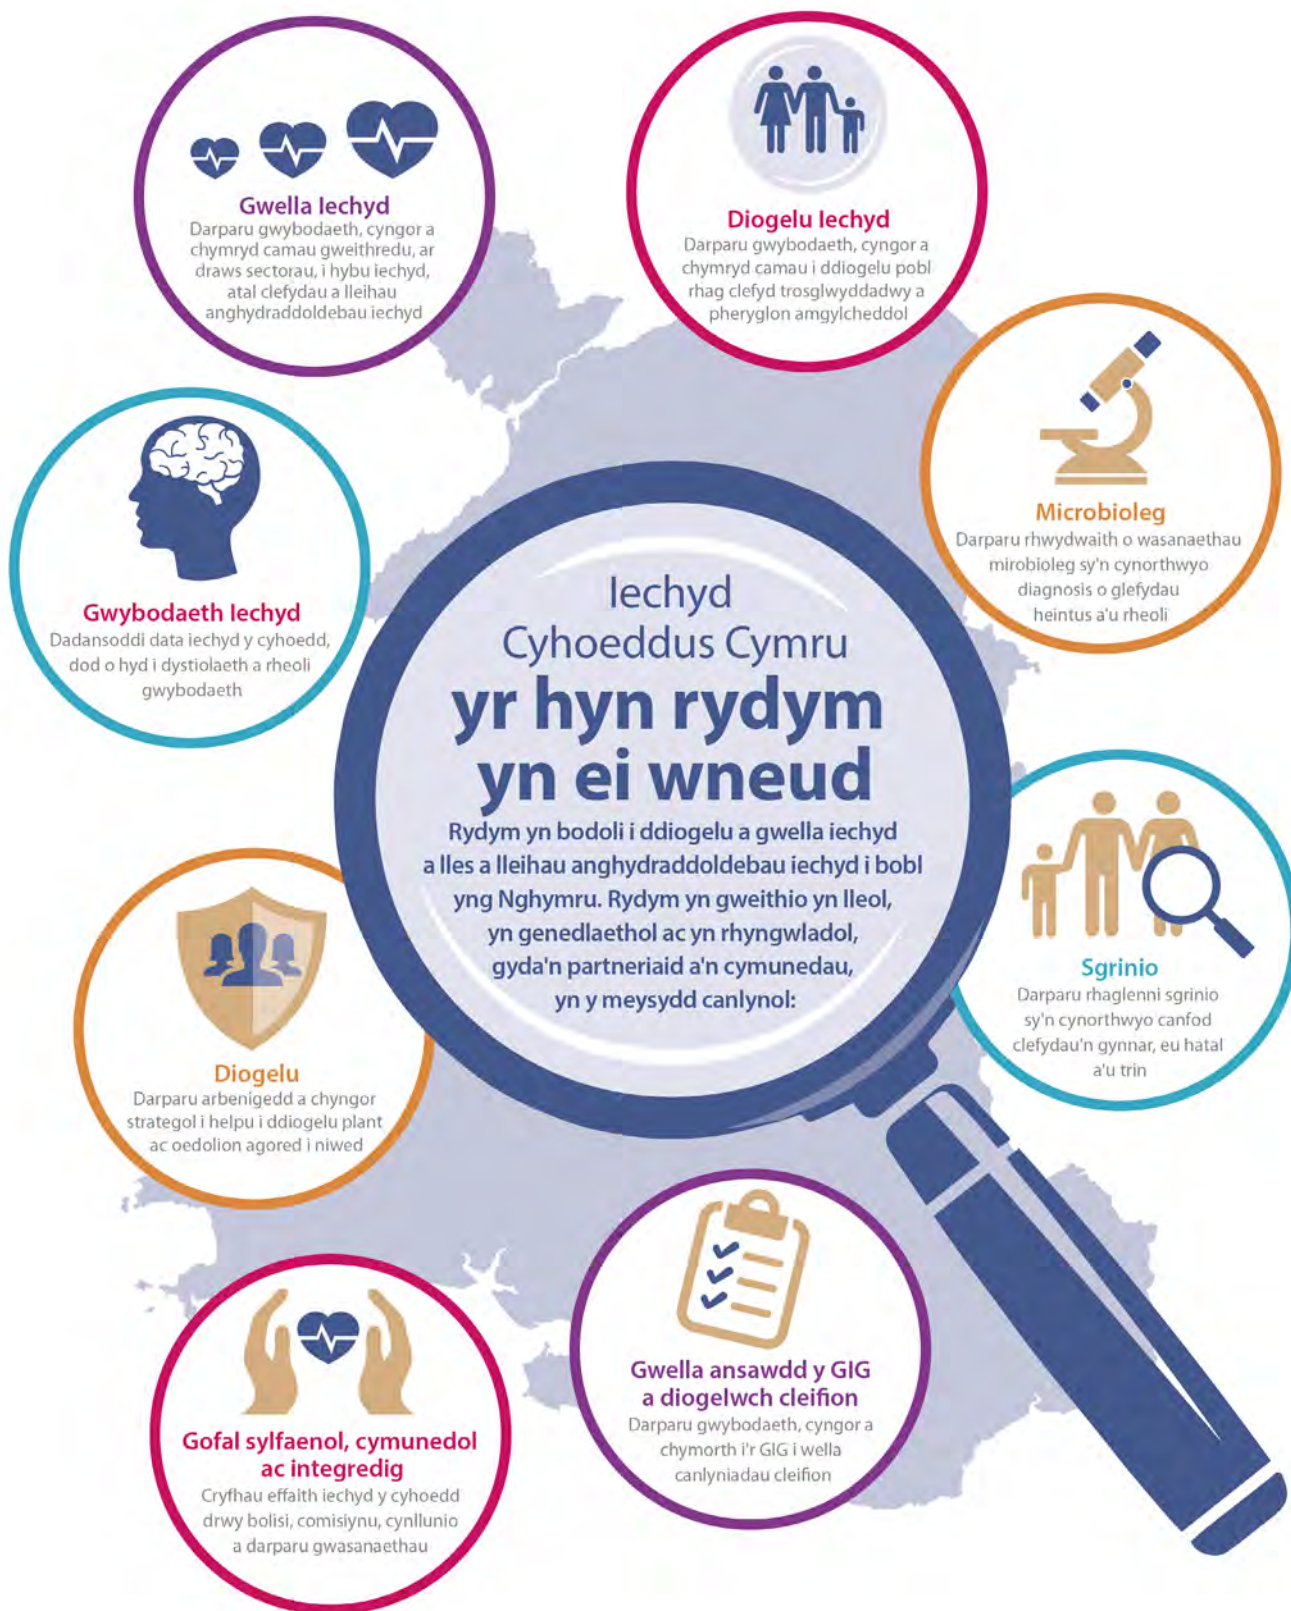 Gwella Iechyd
Darparu gwybodaeth, cyngor a
chymryd camau gweithredu, ar
draws sectorau, i hybu iechyd,
atal clefydau a lleihau
anghydraddoldebau iechyd
Diogelu Iechyd
Darparu gwybodaeth, cyngor a
chymryd camau i ddiogelu pobl
rhag clefyd trosglwyddadwy a
pheryglon amgylcheddol
Microbioleg
Darparu rhwydwaith o wasanaethau
mirobioleg sy'n cynorthwyo
diagnosis o glefydau
heintus a'u rheoli
Gwybodaeth Iechyd
Dadansoddi data iechyd y cyhoedd,
dod o hyd i dystiolaeth a rheoli
gwybodaeth
Iechyd
Cyhoeddus Cymru
yr hyn rydym
yn ei wneud
Rydym yn bodoli i ddiogelu a gwella iechyd
a lles a lleihau anghydraddoldebau iechyd i bobl
yng Nghymru. Rydym yn gweithio yn lleol,
yn genedlaethol ac yn rhyngwladol,
gyda'n partneriaid a'n cymunedau,
yn y meysydd canlynol:
Sgrinio
Darparu rhaglenni sgrinio
sy'n cynorthwyo canfod
clefydau'n gynnar, eu hatal
a'u trin
Diogelu
Darparu arbenigedd a chyngor
strategol i helpu i ddiogelu plant
ac oedolion agored i niwed
Gwella ansawdd y GIG
a diogelwch cleifion
Darparu gwybodaeth, cyngor a
chymorth i'r GIG i wella
canlyniadau cleifion
Gofal sylfaenol, cymunedol
ac integredig
Cryfhau effaith iechyd y cyhoedd
drwy bolisi, comisiynu, cynllunio
a darparu gwasanaethau